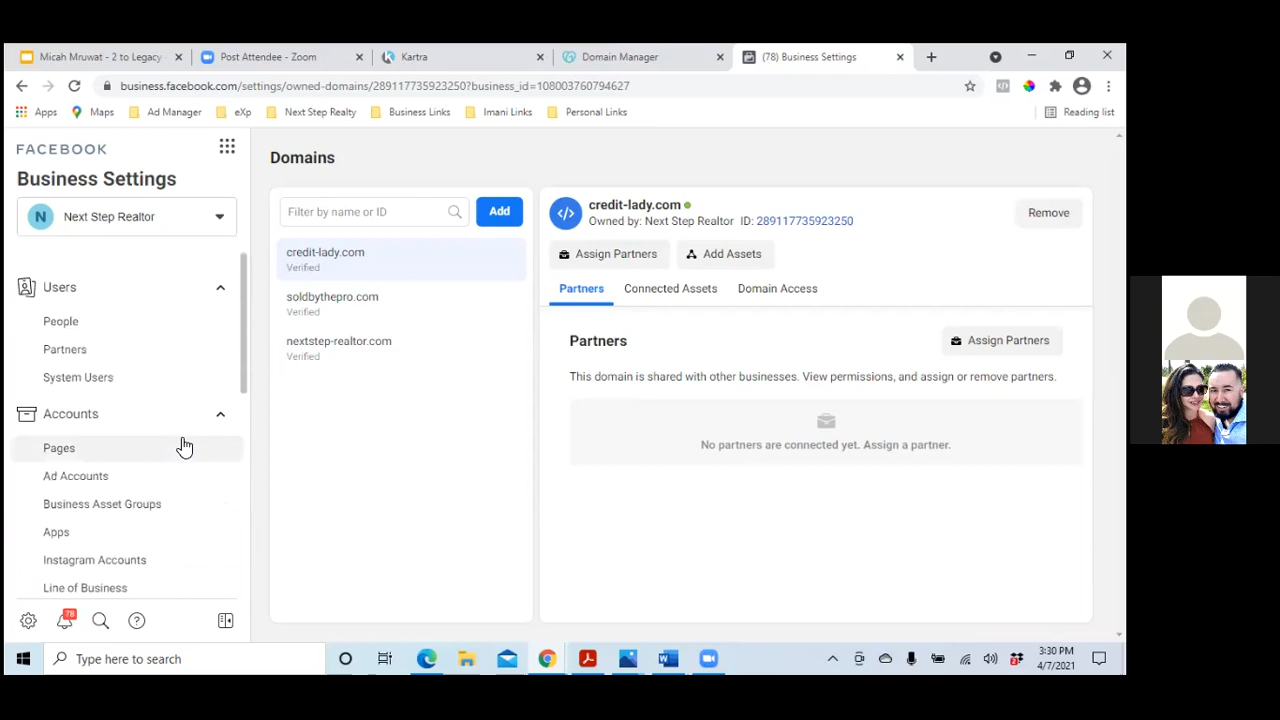 Micah Mruwat - 2 to Legacy
Post Attendee - Zoom
Kartra
Domain Manager
(78) Business Settings
business.facebook.com/settings/owned-domains/289117735923250?business_id=108003760794627
Apps
Maps
Ad Manager
eXp
Next Step Realty
Business Links
Imani Links
Personal Links
Reading list
FACEBOOK
Business Settings
N
Next Step Realtor
Users
People
Partners
System Users
Accounts
Pages
Ad Accounts
Business Asset Groups
Apps
Instagram Accounts
Line of Business
78
Domains
Filter by name or ID
Add
credit-lady.com
Verified
soldbythepro.com
Verified
nextstep-realtor.com
Verified
credit-lady.com
Owned by: Next Step Realtor ID: 289117735923250
Remove
Assign Partners
Add Assets
Partners
Connected Assets
Domain Access
Partners
Assign Partners
This domain is shared with other businesses. View permissions, and assign or remove partners.
No partners are connected yet. Assign a partner.
Type here to search
3:30 PM
4/7/2021